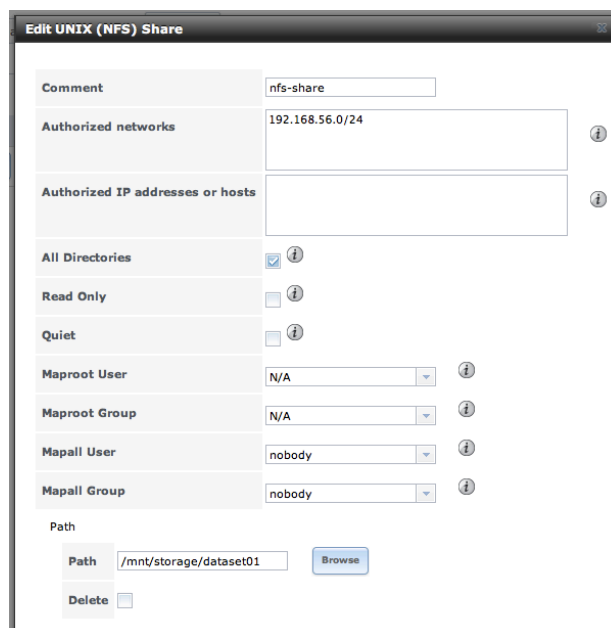 Edit UNIX (NFS) Share
Comment nfs-share
Authorized networks 192.168.56.0/24
Authorized IP addresses or hosts
All Directories
Read Only
Quiet
Maproot User N/A
Maproot Group N/A
Mapall User nobody
Mapall Group nobody
Path
Path /mnt/storage/dataset01 Browse
Delete